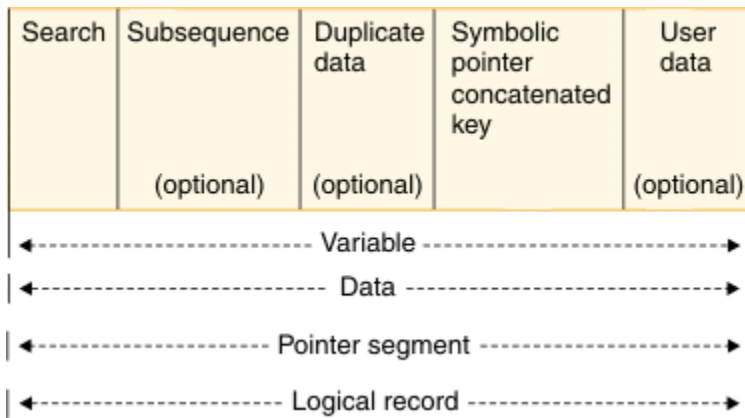 Search
Subsequence
(optional)
Duplicate
data
(optional)
Symbolic
pointer
concatenated
key
User
data
(optional)
Variable
Data
Pointer segment
Logical record